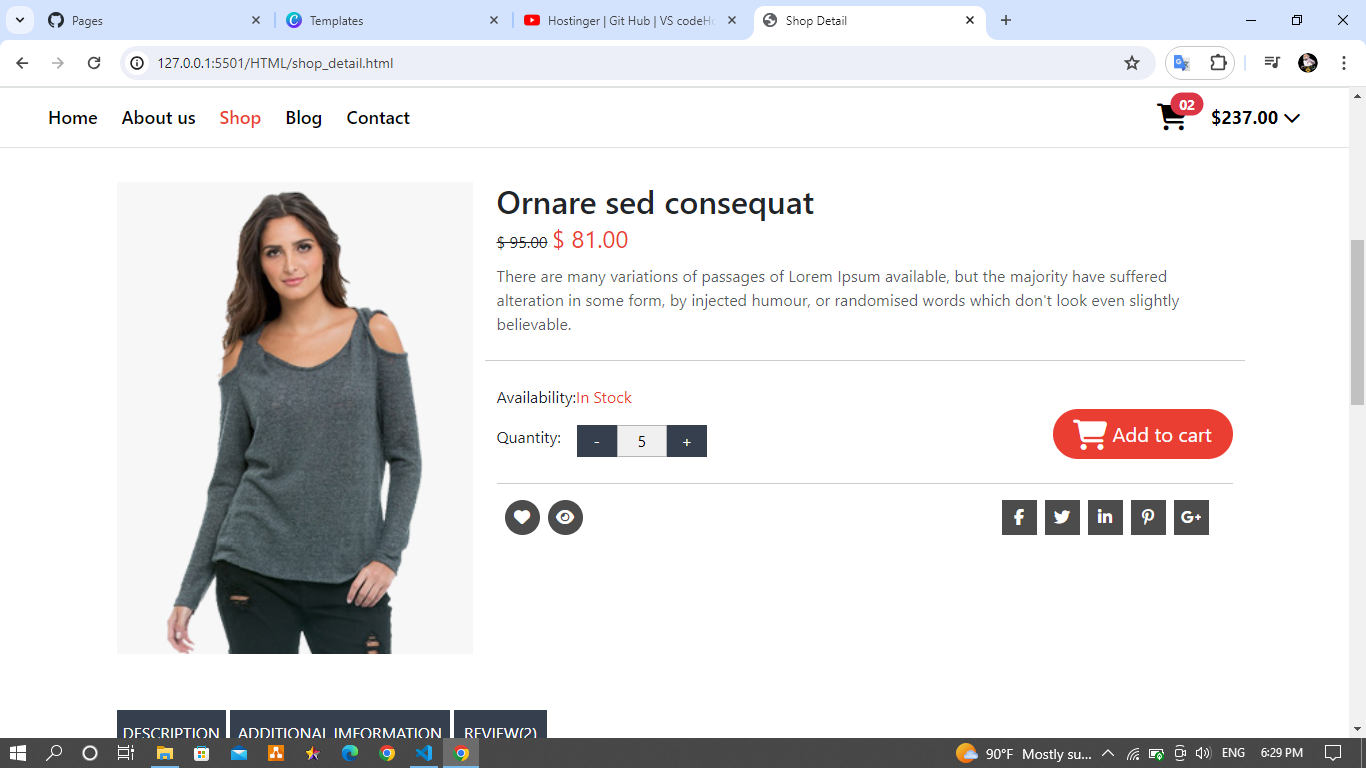 Pages
Templates
Hostinger | Git Hub | VS codeHo
Shop Detail
127.0.0.1:5501/HTML/shop_detail.html
Home About us Shop Blog Contact
02
$237.00
Ornare sed consequat
$ 95.00 $ 81.00
There are many variations of passages of Lorem Ipsum available, but the majority have suffered
alteration in some form, by injected humour, or randomised words which don't look even slightly
believable.
Availability:In Stock
Quantity: - 5 +
Add to cart
DESCRIPTION ADDITIONAL IMFORMATION REVIEW(2)
90°F Mostly su... ENG 6:29 PM